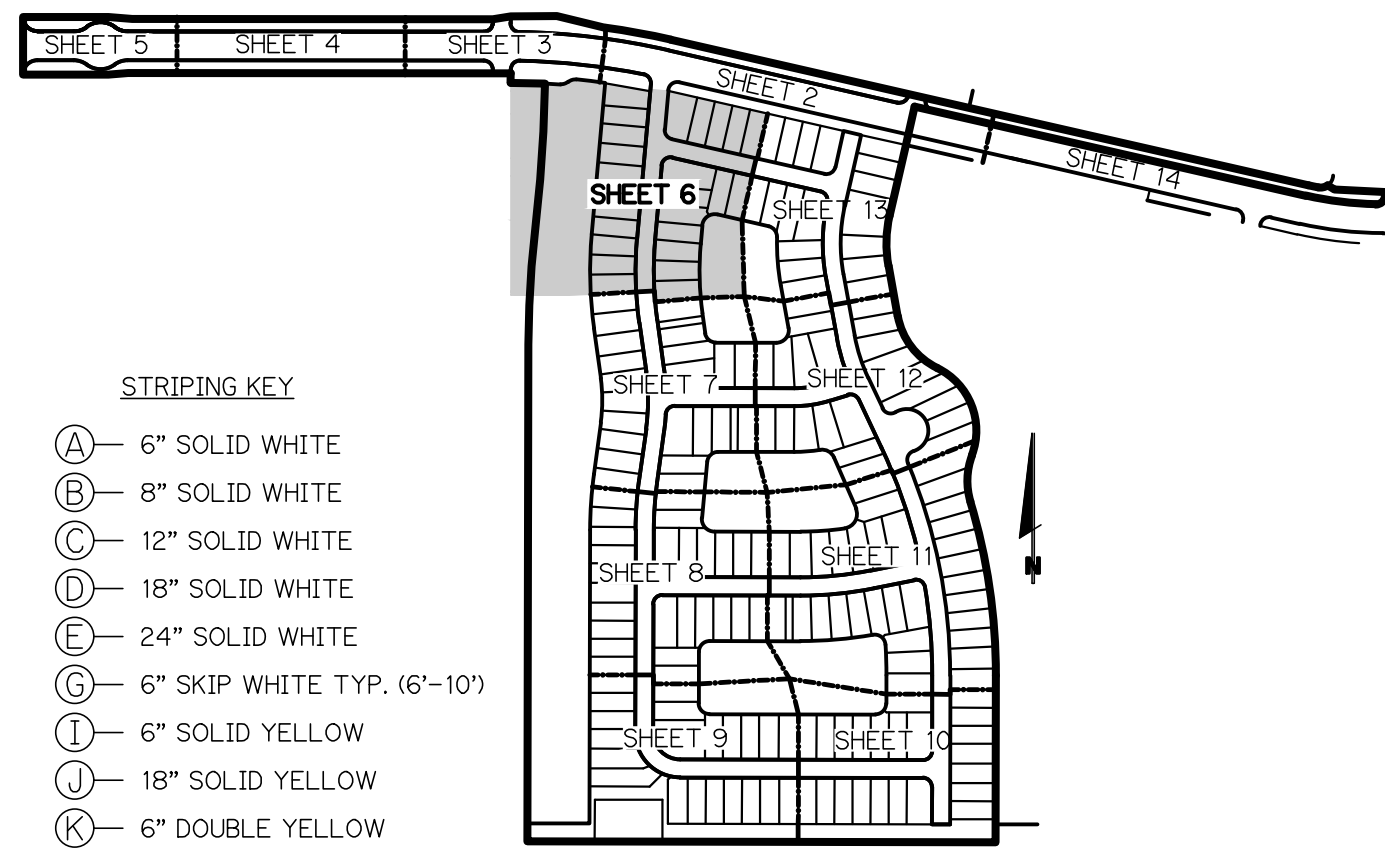 SHEET 5
SHEET 4
SHEET 3
SHEET 2
SHEET 14
SHEET 6
SHEET 13
SHEET 7
SHEET 12
SHEET 8
SHEET 11
SHEET 9
SHEET 10
N
STRIPING KEY
A 6” SOLID WHITE
B 8” SOLID WHITE
C 12” SOLID WHITE
D 18” SOLID WHITE
E 24” SOLID WHITE
G 6” SKIP WHITE TYP. (6’-10’)
I 6” SOLID YELLOW
J 18” SOLID YELLOW
K 6” DOUBLE YELLOW